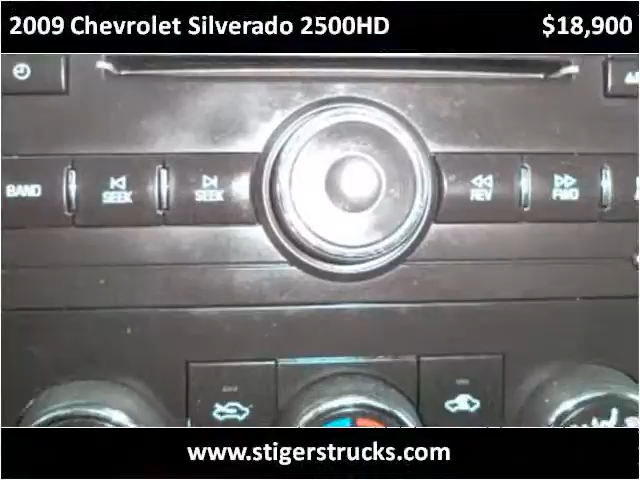 2009 Chevrolet Silverado 2500HD $18,900
BAND SEEK SEEK REV FWD
www.stigerstrucks.com